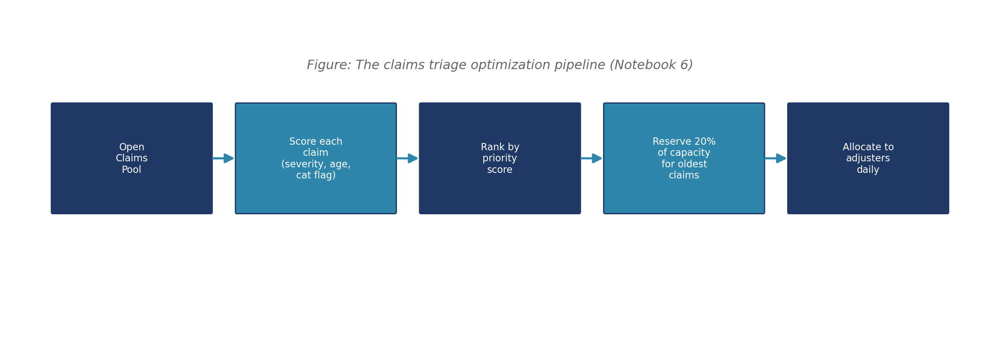 Figure: The claims triage optimization pipeline (Notebook 6)
Open
Claims
Pool
Score each
claim
(severity, age,
cat flag)
Rank by
priority
score
Reserve 20%
of capacity
for oldest
claims
Allocate to
adjusters
daily